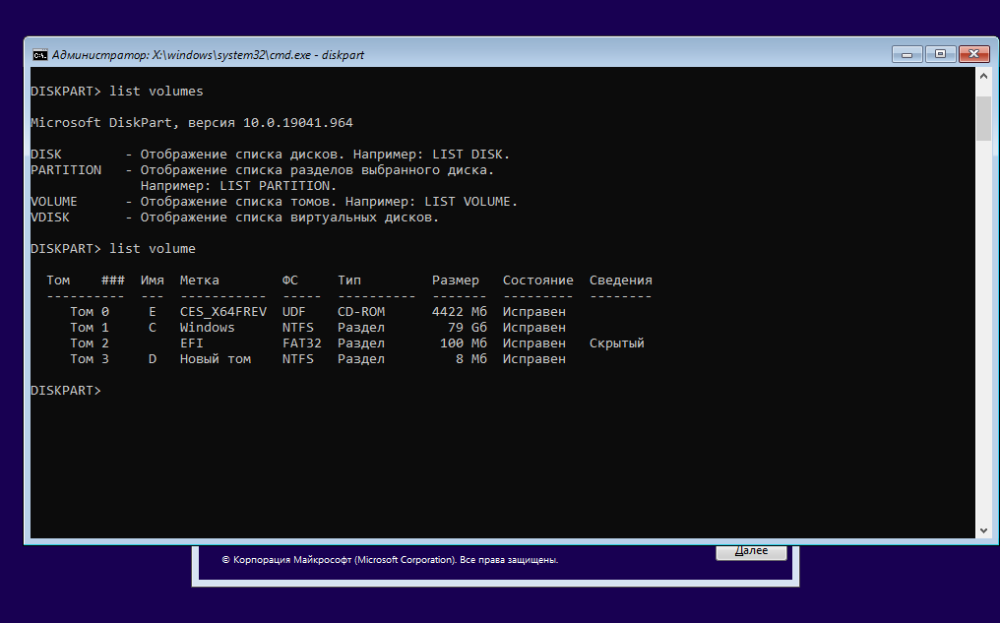 Администратор: X:\windows\system32\cmd.exe - diskpart
DISKPART> list volumes
Microsoft DiskPart, версия 10.0.19041.964
DISK        - Отображение списка дисков. Например: LIST DISK.
PARTITION   - Отображение списка разделов выбранного диска.
              Например: LIST PARTITION.
VOLUME      - Отображение списка томов. Например: LIST VOLUME.
VDISK       - Отображение списка виртуальных дисков.
DISKPART> list volume
  Том    ###  Имя  Метка        ФС     Тип         Размер   Состояние  Сведения
  ----------  ---  -----------  -----  ----------  -------  ---------  --------
     Том 0     E   CES_X64FREV  UDF    CD-ROM      4422 Мб  Исправен
     Том 1     C   Windows      NTFS   Раздел        79 Gб  Исправен
     Том 2         EFI          FAT32  Раздел       100 Mб  Исправен   Скрытый
     Том 3     D   Новый том    NTFS   Раздел         8 Mб  Исправен
DISKPART>
Далее
© Корпорация Майкрософт (Microsoft Corporation). Все права защищены.